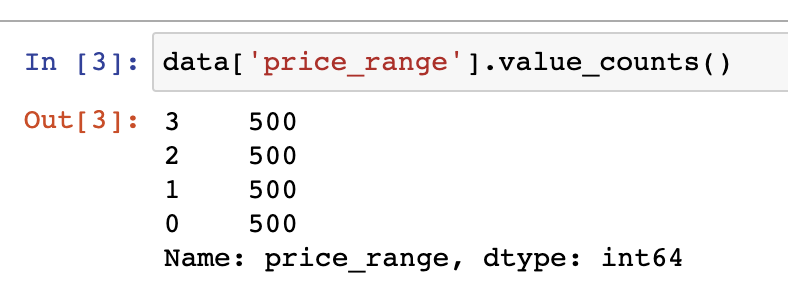 In [3]: data['price_range'].value_counts()
Out[3]: 3    500
2    500
1    500
0    500
Name: price_range, dtype: int64